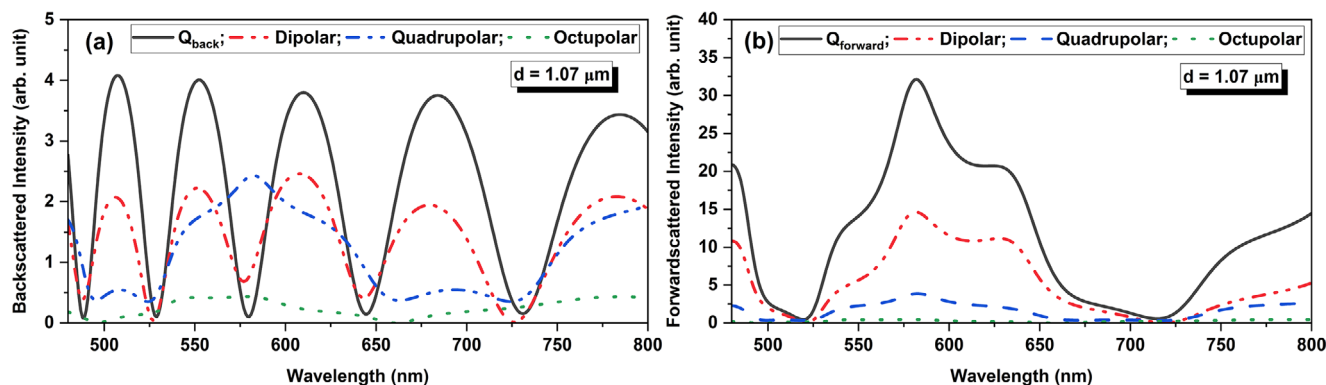 (a)
Q_back; Dipolar; Quadrupolar; Octupolar
d = 1.07 μm
Backscattered Intensity (arb. unit)
5
4
3
2
1
0
500 550 600 650 700 750 800
Wavelength (nm)
(b)
Q_forward; Dipolar; Quadrupolar; Octupolar
d = 1.07 μm
Forwardscattered Intensity (arb. unit)
40
35
30
25
20
15
10
5
0
500 550 600 650 700 750 800
Wavelength (nm)